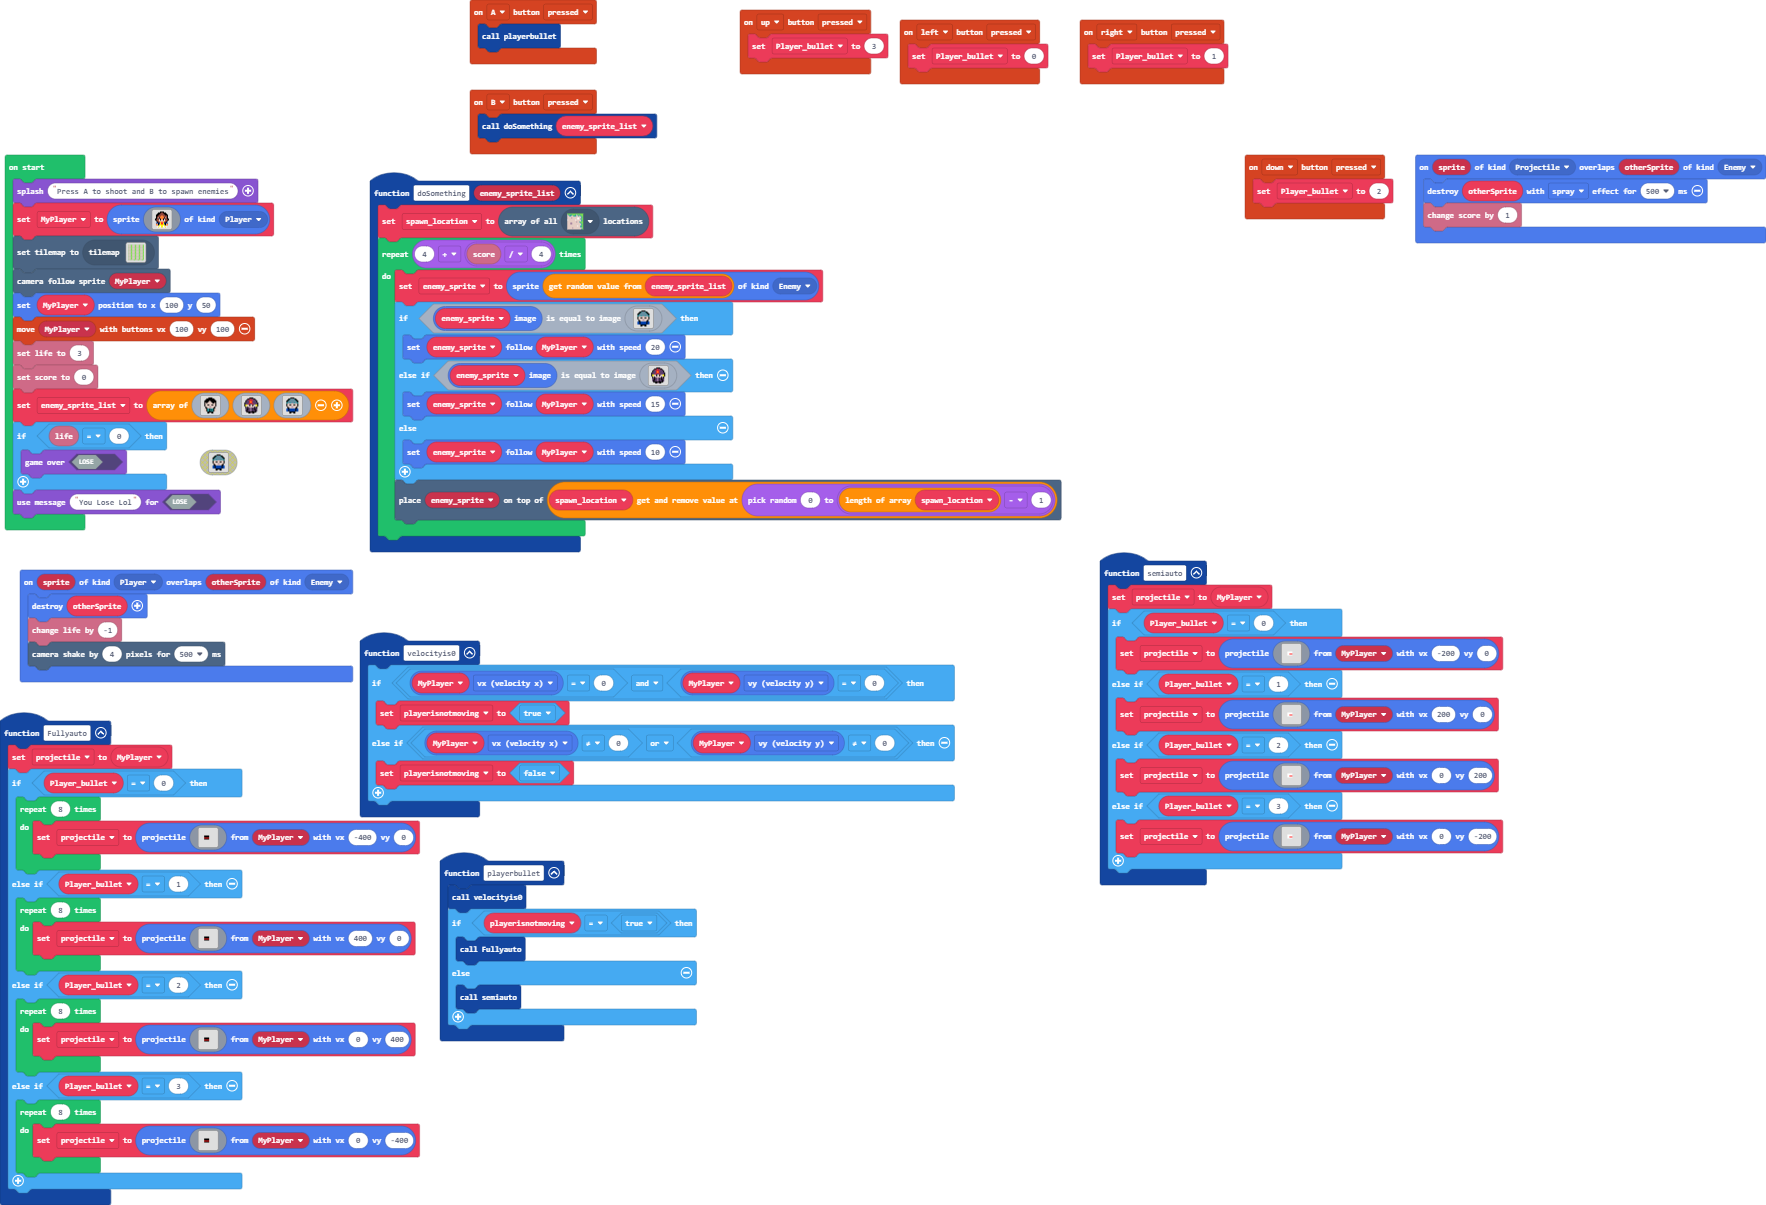 on A button pressed
call playerbullet
on B button pressed
call doSomething enemy_sprite_list
on up button pressed
set Player_bullet to 3
on left button pressed
set Player_bullet to 0
on right button pressed
set Player_bullet to 1
on down button pressed
set Player_bullet to 2
on sprite of kind Projectile overlaps otherSprite of kind Enemy
destroy otherSprite with spray effect for 500 ms
change score by 1
on start
splash "Press A to shoot and B to spawn enemies"
set MyPlayer to sprite of kind Player
set tilemap to tilemap
camera follow sprite MyPlayer
set MyPlayer position to x 100 y 50
move MyPlayer with buttons vx 100 vy 100
set life to 3
set score to 0
set enemy_sprite_list to array of
if life = 0 then
game over LOSE
use message "You Lose Lol" for LOSE
function doSomething enemy_sprite_list
set spawn_location to array of all locations
repeat 4 + score / 4 times
do
set enemy_sprite to sprite get random value from enemy_sprite_list of kind Enemy
if enemy_sprite image is equal to image then
set enemy_sprite follow MyPlayer with speed 20
else if enemy_sprite image is equal to image then
set enemy_sprite follow MyPlayer with speed 15
else
set enemy_sprite follow MyPlayer with speed 10
place enemy_sprite on top of spawn_location get and remove value at pick random 0 to length of array spawn_location - 1
on sprite of kind Player overlaps otherSprite of kind Enemy
destroy otherSprite
change life by -1
camera shake by 4 pixels for 500 ms
function velocityis0
if MyPlayer vx (velocity x) = 0 and MyPlayer vy (velocity y) = 0 then
set playerisnotmoving to true
else if MyPlayer vx (velocity x) ≠ 0 or MyPlayer vy (velocity y) ≠ 0 then
set playerisnotmoving to false
function semiauto
set projectile to MyPlayer
if Player_bullet = 0 then
set projectile to projectile from MyPlayer with vx -200 vy 0
else if Player_bullet = 1 then
set projectile to projectile from MyPlayer with vx 200 vy 0
else if Player_bullet = 2 then
set projectile to projectile from MyPlayer with vx 0 vy 200
else if Player_bullet = 3 then
set projectile to projectile from MyPlayer with vx 0 vy -200
function Fullyauto
set projectile to MyPlayer
if Player_bullet = 0 then
repeat 8 times
do
set projectile to projectile from MyPlayer with vx -400 vy 0
else if Player_bullet = 1 then
repeat 8 times
do
set projectile to projectile from MyPlayer with vx 400 vy 0
else if Player_bullet = 2 then
repeat 8 times
do
set projectile to projectile from MyPlayer with vx 0 vy 400
else if Player_bullet = 3 then
repeat 8 times
do
set projectile to projectile from MyPlayer with vx 0 vy -400
function playerbullet
call velocityis0
if playerisnotmoving = true then
call Fullyauto
else
call semiauto